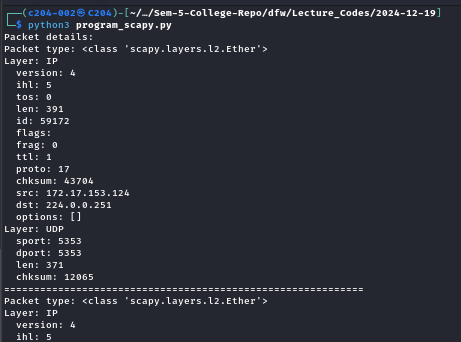 ┌──(c204-002㉿C204)-[~/…/Sem-5-College-Repo/dfw/Lecture_Codes/2024-12-19]
└─$ python3 program_scapy.py
Packet details:
Packet type: <class 'scapy.layers.l2.Ether'>
Layer: IP
  version: 4
  ihl: 5
  tos: 0
  len: 391
  id: 59172
  flags:
  frag: 0
  ttl: 1
  proto: 17
  chksum: 43704
  src: 172.17.153.124
  dst: 224.0.0.251
  options: []
Layer: UDP
  sport: 5353
  dport: 5353
  len: 371
  chksum: 12065
============================================================
Packet type: <class 'scapy.layers.l2.Ether'>
Layer: IP
  version: 4
  ihl: 5